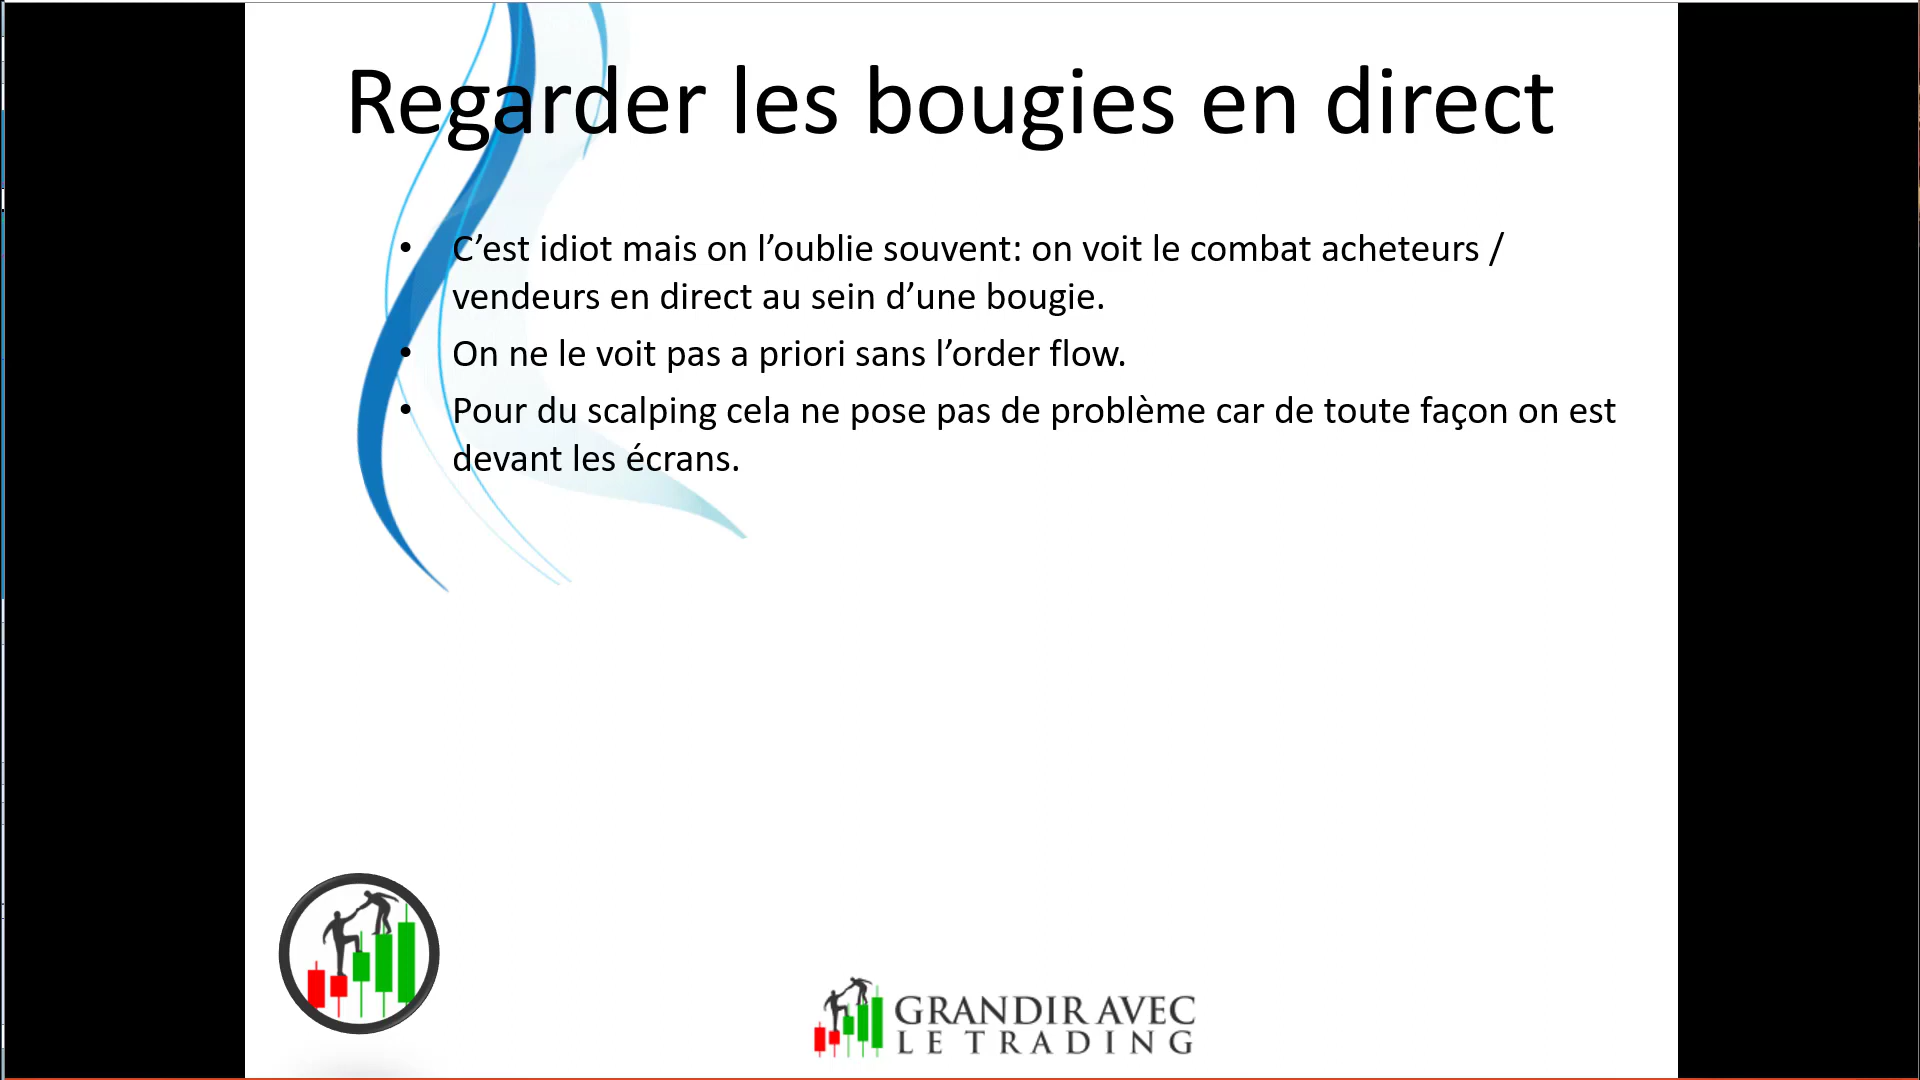 Regarder les bougies en direct
• C’est idiot mais on l’oublie souvent: on voit le combat acheteurs /
vendeurs en direct au sein d’une bougie.
• On ne le voit pas a priori sans l’order flow.
• Pour du scalping cela ne pose pas de problème car de toute façon on est
devant les écrans.
GRANDIR AVEC
LE TRADING